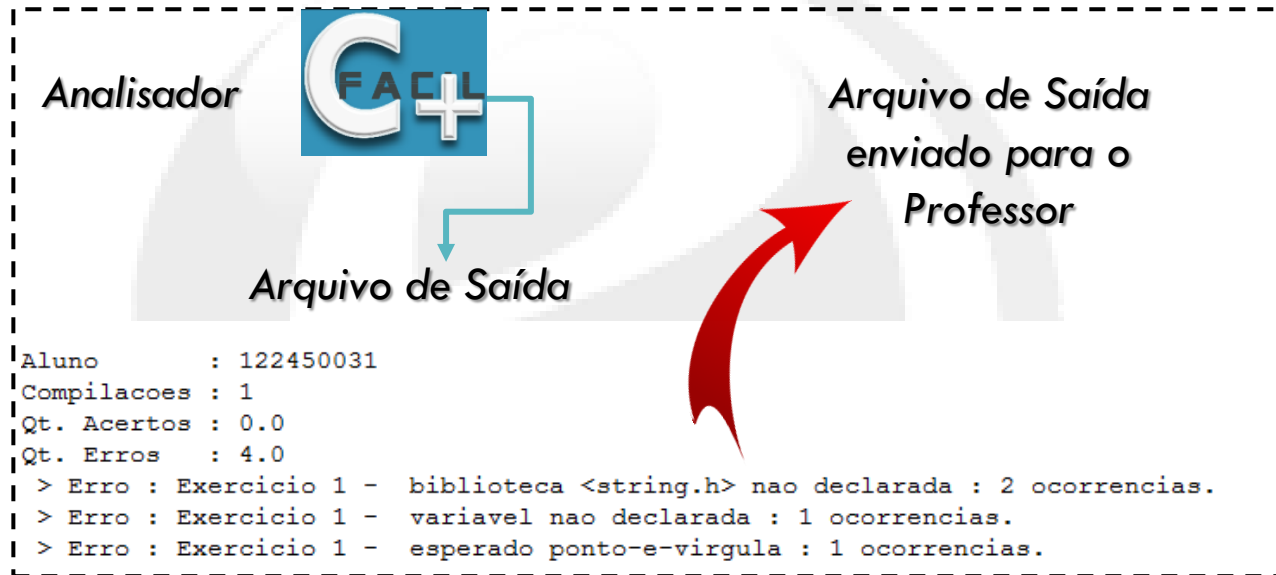 Analisador
C+
FACIL
Arquivo de Saída
enviado para o
Professor
Arquivo de Saída
Aluno       : 122450031
Compilacoes : 1
Qt. Acertos : 0.0
Qt. Erros   : 4.0
> Erro : Exercicio 1 -  biblioteca <string.h> nao declarada : 2 ocorrencias.
> Erro : Exercicio 1 -  variavel nao declarada : 1 ocorrencias.
> Erro : Exercicio 1 -  esperado ponto-e-virgula : 1 ocorrencias.